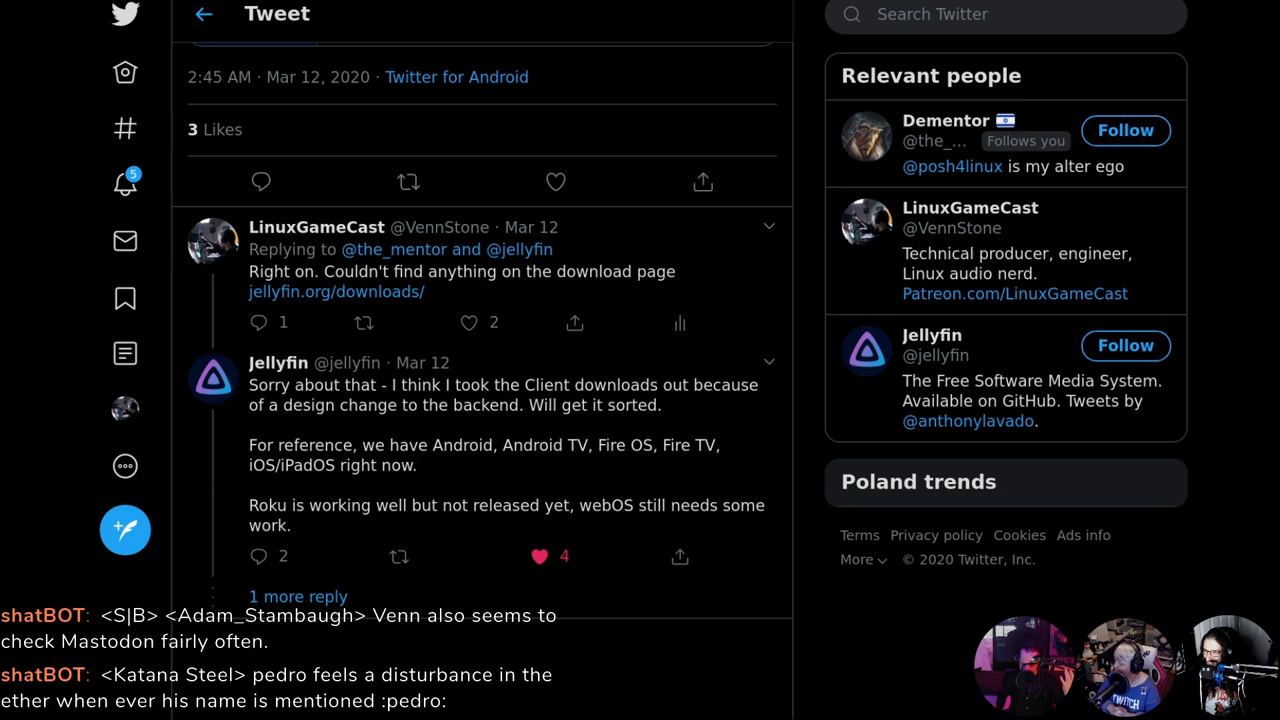 Tweet
Search Twitter
2:45 AM · Mar 12, 2020 · Twitter for Android
3 Likes
5
LinuxGameCast @VennStone · Mar 12
Replying to @the_mentor and @jellyfin
Right on. Couldn't find anything on the download page
jellyfin.org/downloads/
1
2
Jellyfin @jellyfin · Mar 12
Sorry about that - I think I took the Client downloads out because
of a design change to the backend. Will get it sorted.
For reference, we have Android, Android TV, Fire OS, Fire TV,
iOS/iPadOS right now.
Roku is working well but not released yet, webOS still needs some
work.
2
4
1 more reply
Relevant people
Dementor
Follow
@the_... Follows you
@posh4linux is my alter ego
LinuxGameCast
@VennStone
Technical producer, engineer,
Linux audio nerd.
Patreon.com/LinuxGameCast
Jellyfin
Follow
@jellyfin
The Free Software Media System.
Available on GitHub. Tweets by
@anthonylavado.
Poland trends
Terms Privacy policy Cookies Ads info
More © 2020 Twitter, Inc.
shatBOT: <S|B> <Adam_Stambaugh> Venn also seems to
check Mastodon fairly often.
shatBOT: <Katana Steel> pedro feels a disturbance in the
ether when ever his name is mentioned :pedro:
TWITCH